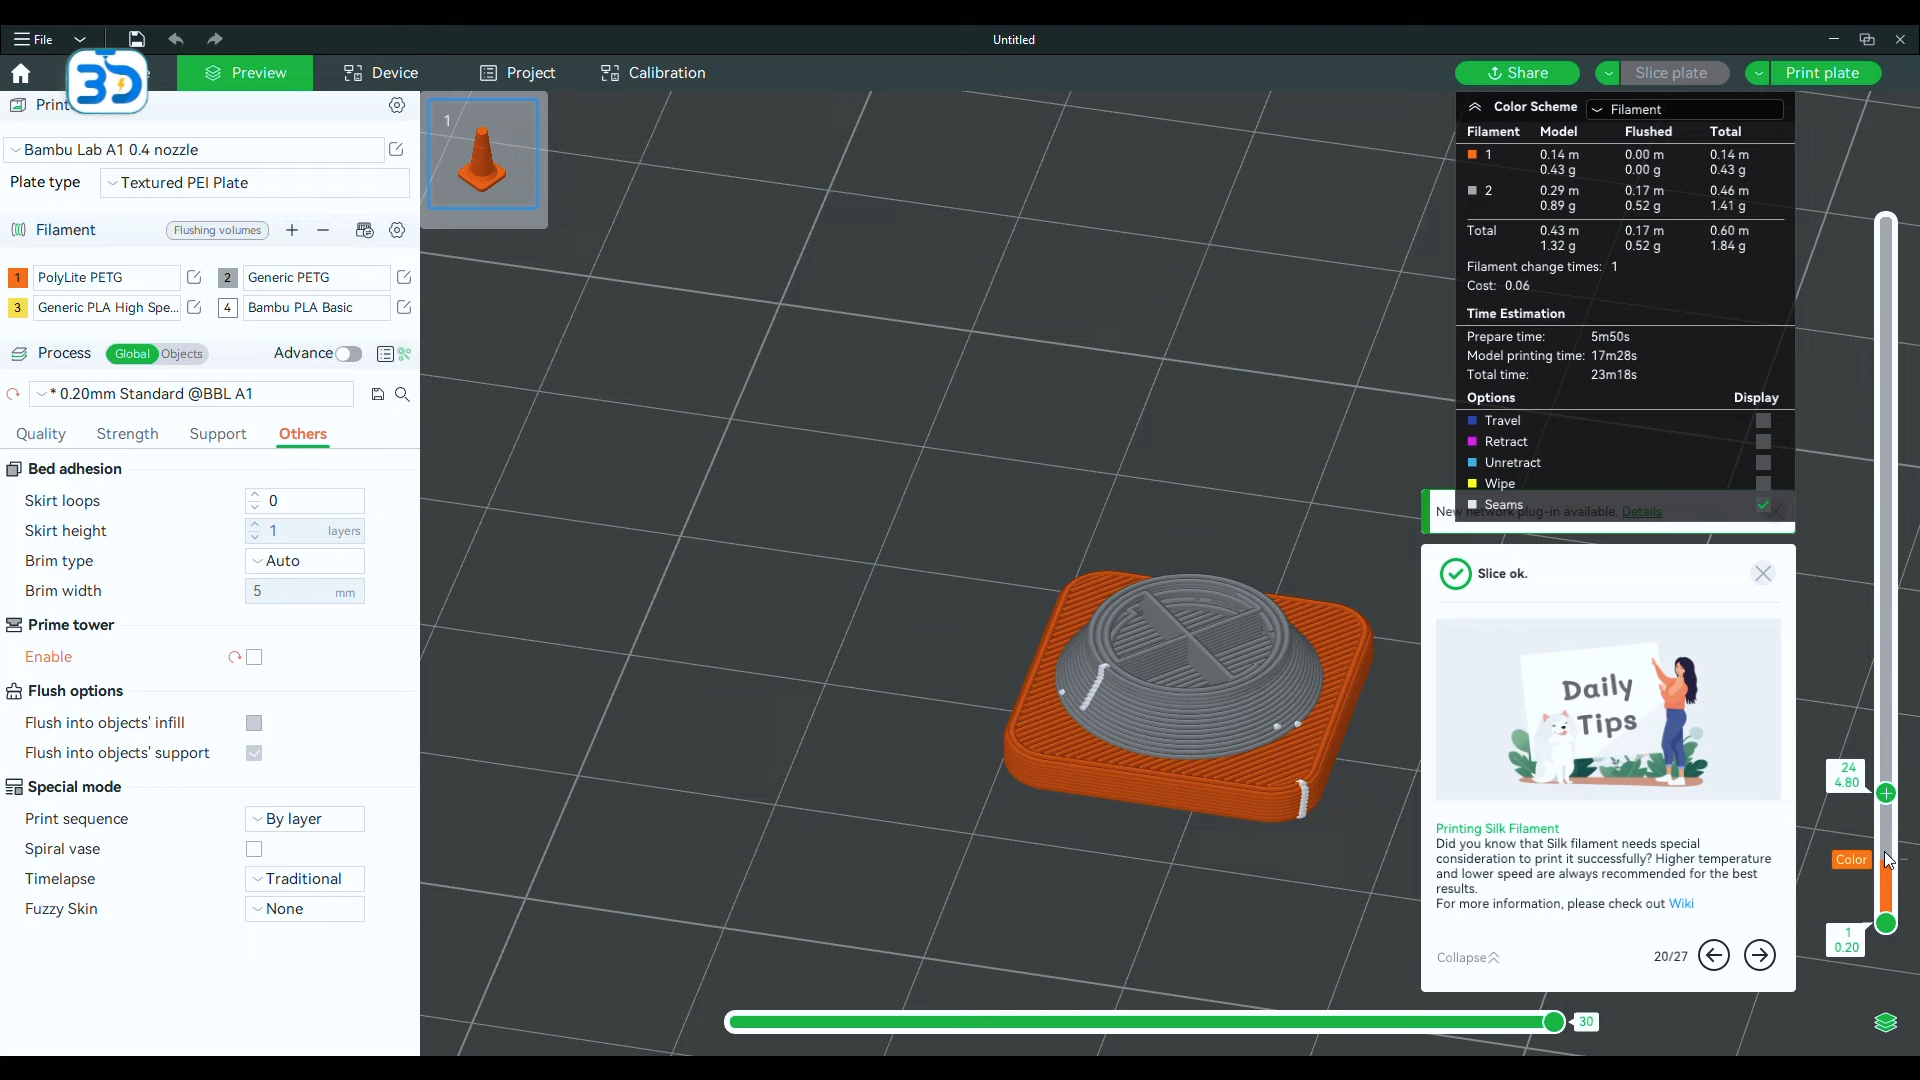 File
Untitled
3D
Preview
Device
Project
Calibration
Share
Slice plate
Print plate
Print
Bambu Lab A1 0.4 nozzle
Plate type
Textured PEI Plate
Filament
Flushing volumes
1 PolyLite PETG
2 Generic PETG
3 Generic PLA High Spe...
4 Bambu PLA Basic
Process
Global Objects
Advance
* 0.20mm Standard @BBL A1
Quality Strength Support Others
Bed adhesion
Skirt loops 0
Skirt height 1 layers
Brim type Auto
Brim width 5 mm
Prime tower
Enable
Flush options
Flush into objects' infill
Flush into objects' support
Special mode
Print sequence By layer
Spiral vase
Timelapse Traditional
Fuzzy Skin None
1
Color Scheme Filament
Filament Model Flushed Total
1 0.14 m 0.00 m 0.14 m
0.43 g 0.00 g 0.43 g
2 0.29 m 0.17 m 0.46 m
0.89 g 0.52 g 1.41 g
Total 0.43 m 0.17 m 0.60 m
1.32 g 0.52 g 1.84 g
Filament change times: 1
Cost: 0.06
Time Estimation
Prepare time: 5m50s
Model printing time: 17m28s
Total time: 23m18s
Options Display
Travel
Retract
Unretract
Wipe
Seams
New network plug-in available. Details
Slice ok.
Daily
Tips
Printing Silk Filament
Did you know that Silk filament needs special
consideration to print it successfully? Higher temperature
and lower speed are always recommended for the best
results.
For more information, please check out Wiki
Collapse
20/27
24
4.80
Color
1
0.20
30